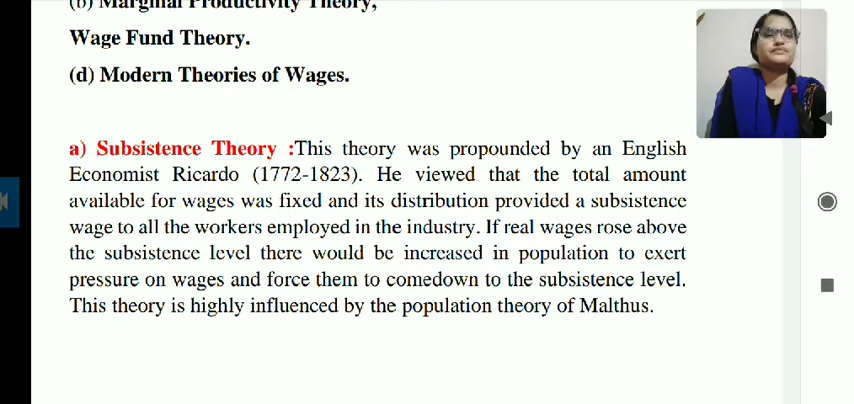 (b) Marginal Productivity Theory,
Wage Fund Theory.
(d) Modern Theories of Wages.
a) Subsistence Theory :This theory was propounded by an English
Economist Ricardo (1772-1823). He viewed that the total amount
available for wages was fixed and its distribution provided a subsistence
wage to all the workers employed in the industry. If real wages rose above
the subsistence level there would be increased in population to exert
pressure on wages and force them to comedown to the subsistence level.
This theory is highly influenced by the population theory of Malthus.